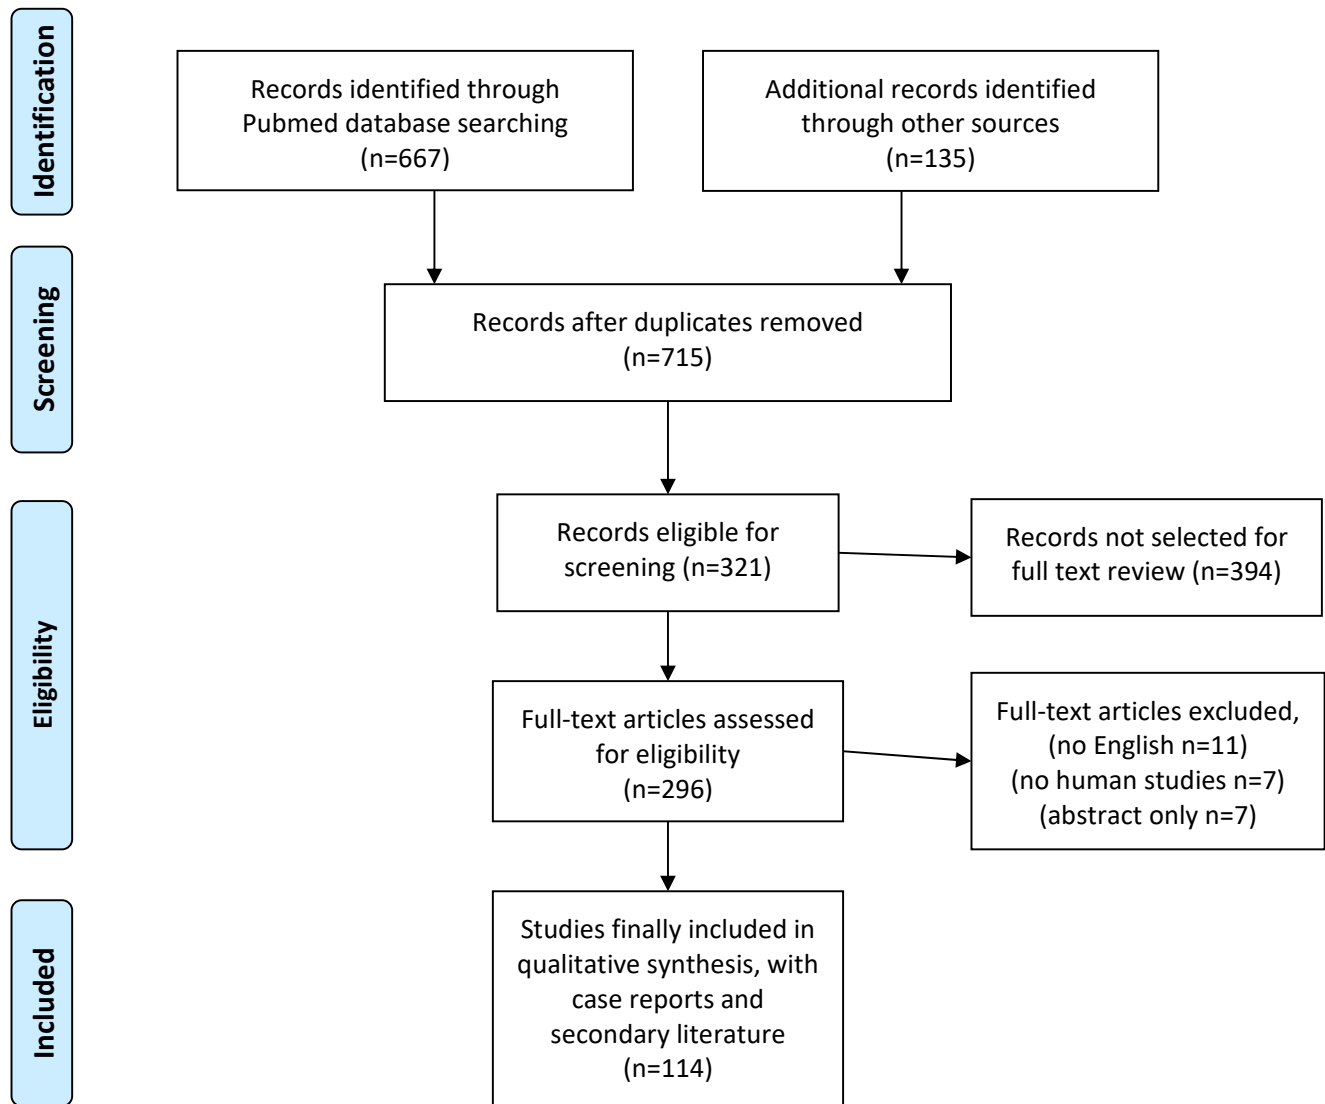 Identification
Records identified through
Pubmed database searching
(n=667)
Additional records identified
through other sources
(n=135)
Screening
Records after duplicates removed
(n=715)
Eligibility
Records eligible for
screening (n=321)
Records not selected for
full text review (n=394)
Full-text articles assessed
for eligibility
(n=296)
Full-text articles excluded,
(no English n=11)
(no human studies n=7)
(abstract only n=7)
Included
Studies finally included in
qualitative synthesis, with
case reports and
secondary literature
(n=114)